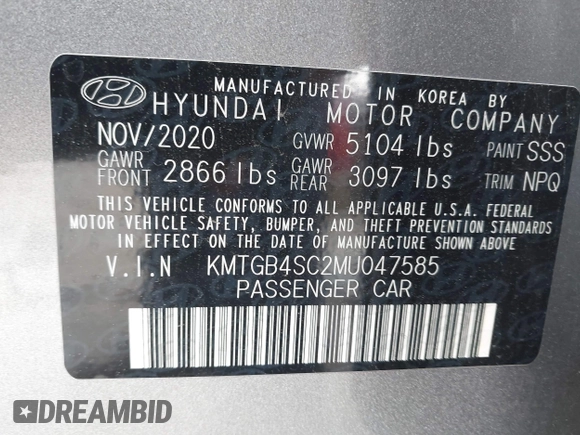 MANUFACTURED IN KOREA BY
HYUNDAI MOTOR COMPANY
NOV/2020 GVWR 5104 lbs PAINT SSS
GAWR FRONT 2866 lbs GAWR REAR 3097 lbs TRIM NPQ
THIS VEHICLE CONFORMS TO ALL APPLICABLE U.S.A. FEDERAL
MOTOR VEHICLE SAFETY, BUMPER, AND THEFT PREVENTION STANDARDS
IN EFFECT ON THE DATE OF MANUFACTURE SHOWN ABOVE
V.I.N KMTGB4SC2MU047585
PASSENGER CAR
DREAMBID